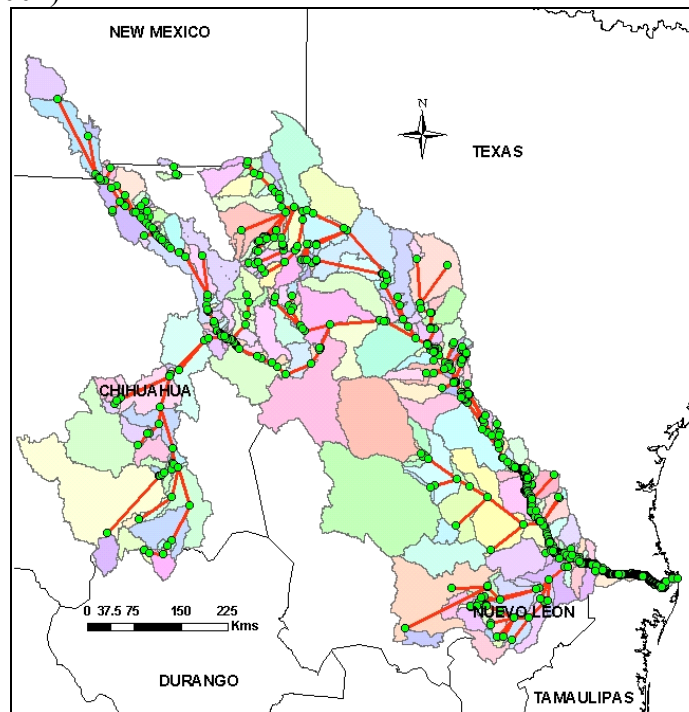 NEW MEXICO
N
TEXAS
CHIHUAHUA
0 37.5 75 150 225
Kms
NUEVO LEON
DURANGO
TAMAULIPAS